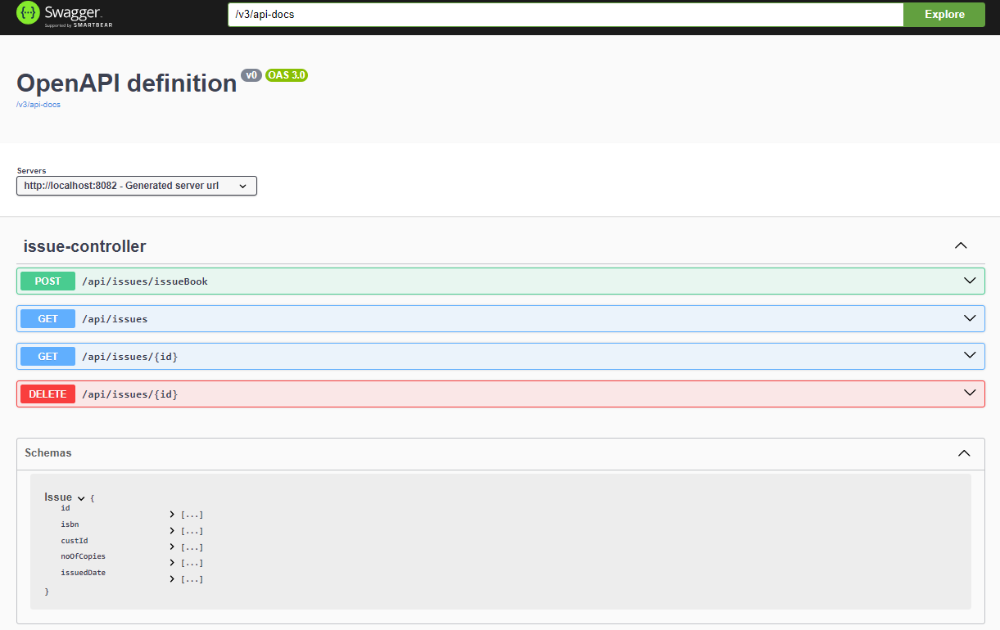 Swagger.
Supported by SMARTBEAR
/v3/api-docs
Explore
OpenAPI definition v0 OAS 3.0
/v3/api-docs
Servers
http://localhost:8082 - Generated server url
issue-controller
POST /api/issues/issueBook
GET /api/issues
GET /api/issues/{id}
DELETE /api/issues/{id}
Schemas
Issue {
id [...]
isbn [...]
custId [...]
noOfCopies [...]
issuedDate [...]
}